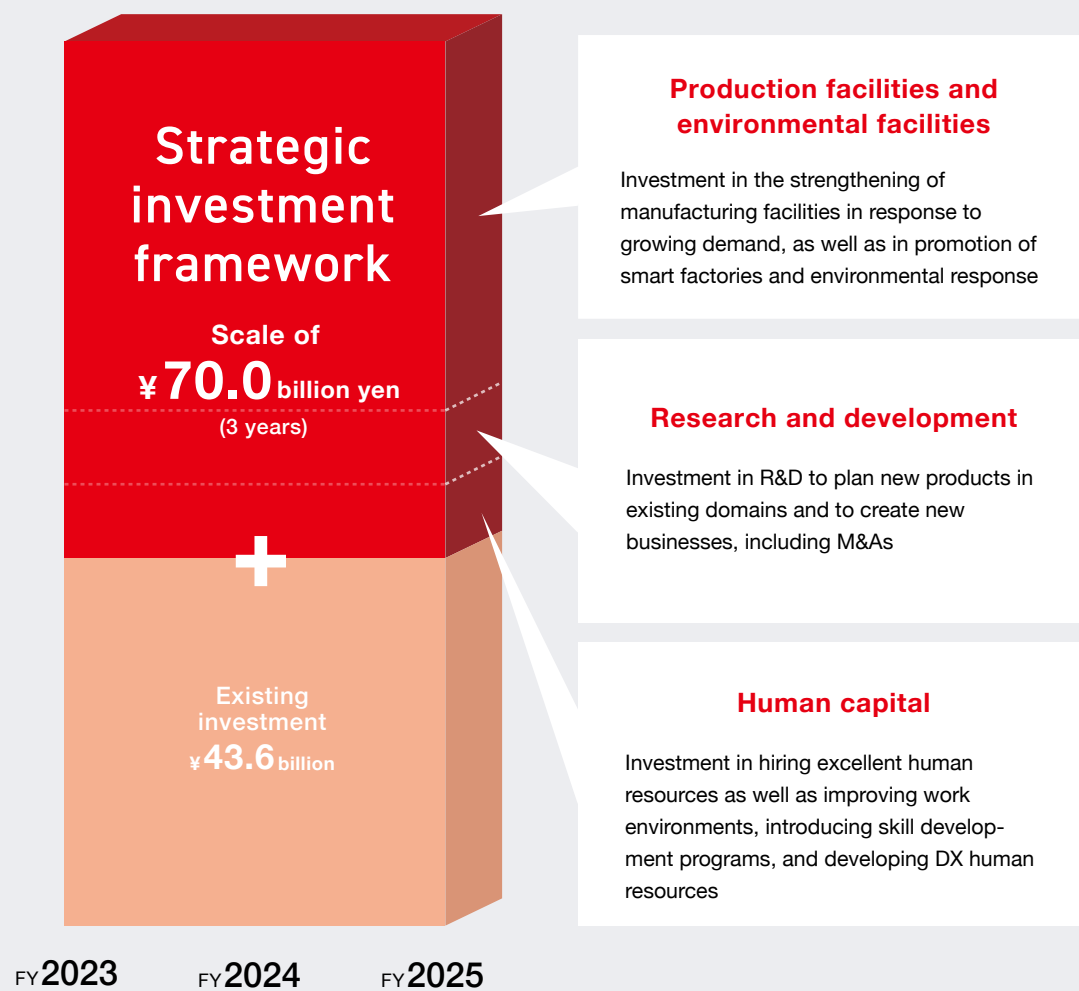 Strategic
investment
framework
Scale of
¥70.0 billion yen
(3 years)
Existing
investment
¥43.6 billion
FY2023 FY2024 FY2025
Production facilities and
environmental facilities
Investment in the strengthening of
manufacturing facilities in response to
growing demand, as well as in promotion of
smart factories and environmental response
Research and development
Investment in R&D to plan new products in
existing domains and to create new
businesses, including M&As
Human capital
Investment in hiring excellent human
resources as well as improving work
environments, introducing skill develop-
ment programs, and developing DX human
resources